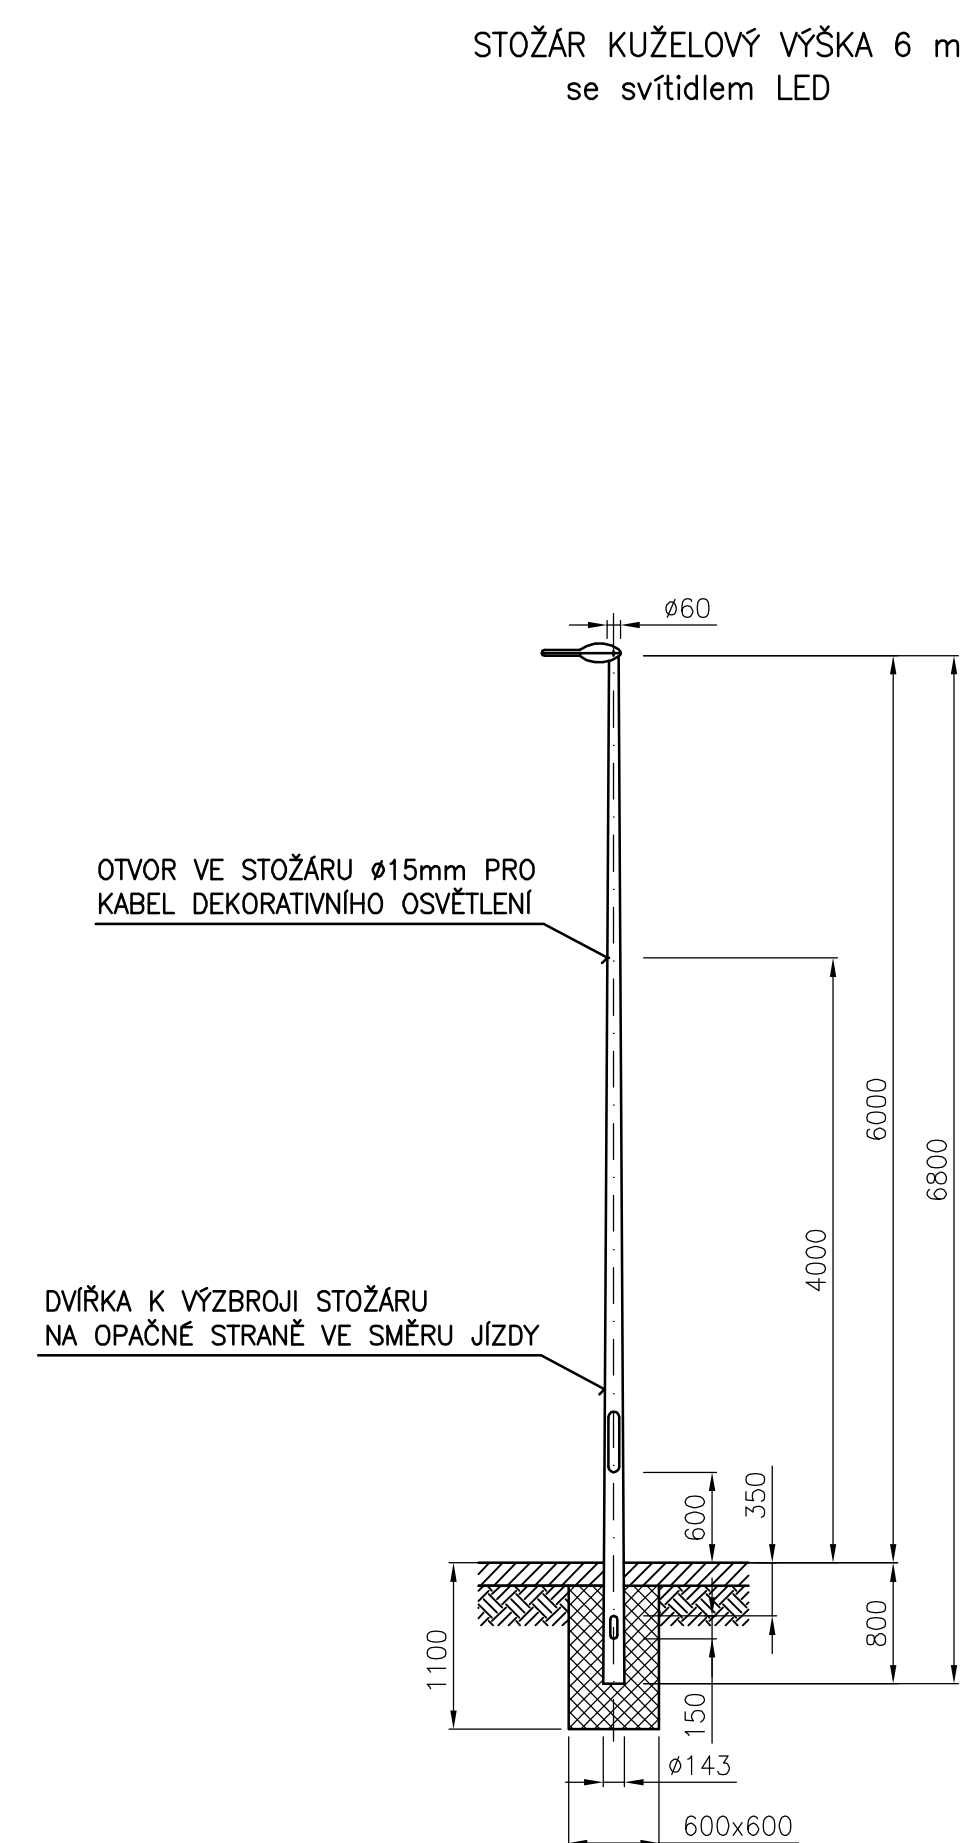 STOŽÁR KUŽELOVÝ VÝŠKA 6 m
se svítidlem LED
ø60
OTVOR VE STOŽÁRU ø15mm PRO
KABEL DEKORATIVNÍHO OSVĚTLENÍ
6000
6800
4000
DVÍŘKA K VÝZBROJI STOŽÁRU
NA OPAČNÉ STRANĚ VE SMĚRU JÍZDY
600
350
1100
800
150
ø143
600x600